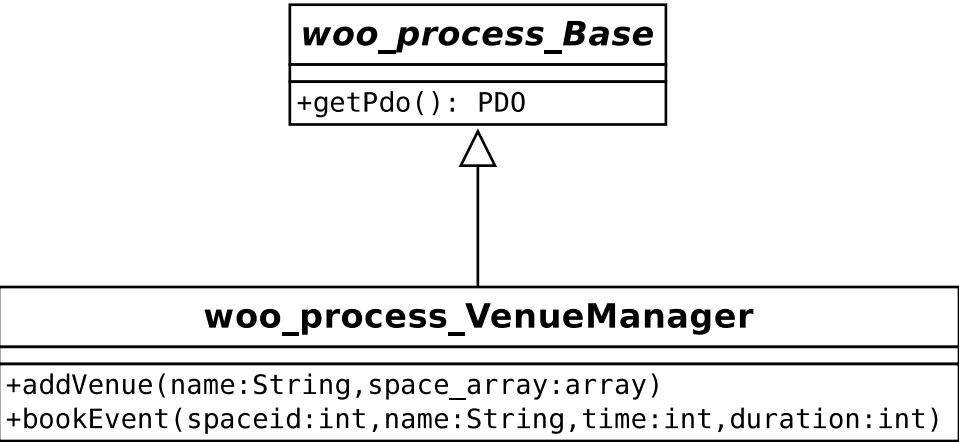 woo_process_Base
+getPdo(): PDO
woo_process_VenueManager
+addVenue(name:String,space_array:array)
+bookEvent(spaceid:int,name:String,time:int,duration:int)